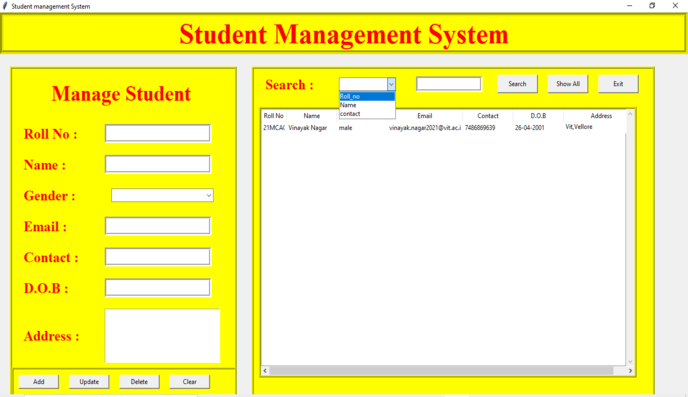 Student management System
Student Management System
Manage Student
Roll No :
Name :
Gender :
Email :
Contact :
D.O.B :
Address :
Add Update Delete Clear
Search : Search Show All Exit
Roll_no
Name
contact
Roll No Name Email Contact D.O.B Address
21MCA( Vinayak Nagar male vinayak.nagar2021@vit.ac.i 7486869639 26-04-2001 Vit,Vellore